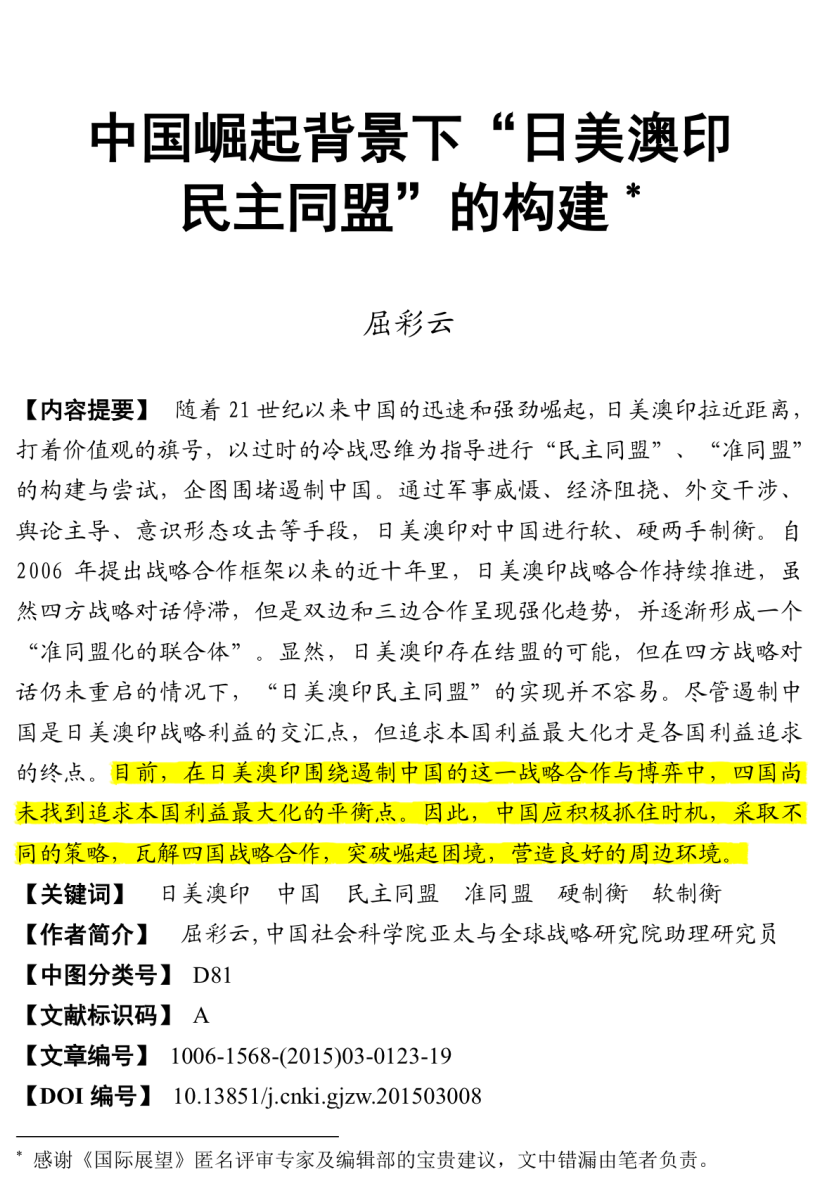 中国崛起背景下“日美澳印
民主同盟”的构建*
屈彩云
【内容提要】 随着 21 世纪以来中国的迅速和强劲崛起，日美澳印拉近距离，
打着价值观的旗号，以过时的冷战思维为指导进行“民主同盟”、“准同盟”
的构建与尝试，企图围堵遏制中国。通过军事威慑、经济阻挠、外交干涉、
舆论主导、意识形态攻击等手段，日美澳印对中国进行软、硬两手制衡。自
2006 年提出战略合作框架以来的近十年里，日美澳印战略合作持续推进，虽
然四方战略对话停滞，但是双边和三边合作呈现强化趋势，并逐渐形成一个
“准同盟化的联合体”。显然，日美澳印存在结盟的可能，但在四方战略对
话仍未重启的情况下，“日美澳印民主同盟”的实现并不容易。尽管遏制中
国是日美澳印战略利益的交汇点，但追求本国利益最大化才是各国利益追求
的终点。目前，在日美澳印围绕遏制中国的这一战略合作与博弈中，四国尚
未找到追求本国利益最大化的平衡点。因此，中国应积极抓住时机，采取不
同的策略，瓦解四国战略合作，突破崛起困境，营造良好的周边环境。
【关键词】 日美澳印 中国 民主同盟 准同盟 硬制衡 软制衡
【作者简介】 屈彩云，中国社会科学院亚太与全球战略研究院助理研究员
【中图分类号】 D81
【文献标识码】 A
【文章编号】 1006-1568-(2015)03-0123-19
【DOI 编号】 10.13851/j.cnki.gjzw.201503008
* 感谢《国际展望》匿名评审专家及编辑部的宝贵建议，文中错漏由笔者负责。